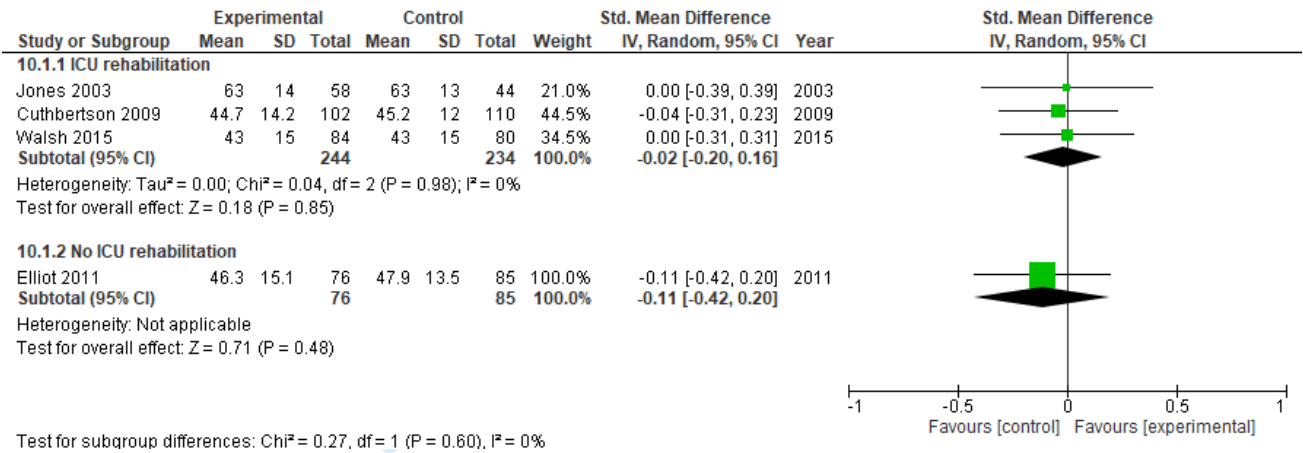 Experimental Control Std. Mean Difference Std. Mean Difference
Study or Subgroup Mean SD Total Mean SD Total Weight IV, Random, 95% CI Year IV, Random, 95% CI
10.1.1 ICU rehabilitation
Jones 2003 63 14 58 63 13 44 21.0% 0.00 [-0.39, 0.39] 2003
Cuthbertson 2009 44.7 14.2 102 45.2 12 110 44.5% -0.04 [-0.31, 0.23] 2009
Walsh 2015 43 15 84 43 15 80 34.5% 0.00 [-0.31, 0.31] 2015
Subtotal (95% CI) 244 234 100.0% -0.02 [-0.20, 0.16]
Heterogeneity: Tau² = 0.00; Chi² = 0.04, df = 2 (P = 0.98); I² = 0%
Test for overall effect: Z = 0.18 (P = 0.85)
10.1.2 No ICU rehabilitation
Elliot 2011 46.3 15.1 76 47.9 13.5 85 100.0% -0.11 [-0.42, 0.20] 2011
Subtotal (95% CI) 76 85 100.0% -0.11 [-0.42, 0.20]
Heterogeneity: Not applicable
Test for overall effect: Z = 0.71 (P = 0.48)
-1 -0.5 0 0.5 1
Favours [control] Favours [experimental]
Test for subgroup differences: Chi² = 0.27, df = 1 (P = 0.60), I² = 0%